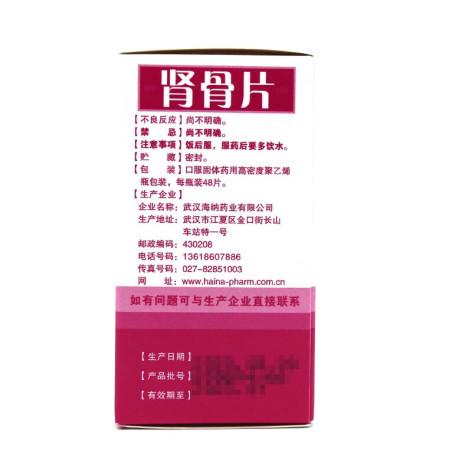 肾骨片
【不良反应】尚不明确。
【禁 忌】尚不明确。
【注意事项】饭后服，服药后要多饮水。
【贮 藏】密封。
【包 装】口服固体药用高密度聚乙烯
瓶包装，每瓶装48片。
【生产企业】
企业名称：武汉海纳药业有限公司
生产地址：武汉市江夏区金口街长山
车站特一号
邮政编码：430208
电话号码：13618607886
传真号码：027-82851003
网 址：www.haina-pharm.com.cn
如有问题可与生产企业直接联系
【生产日期】
【产品批号】
【有效期至】